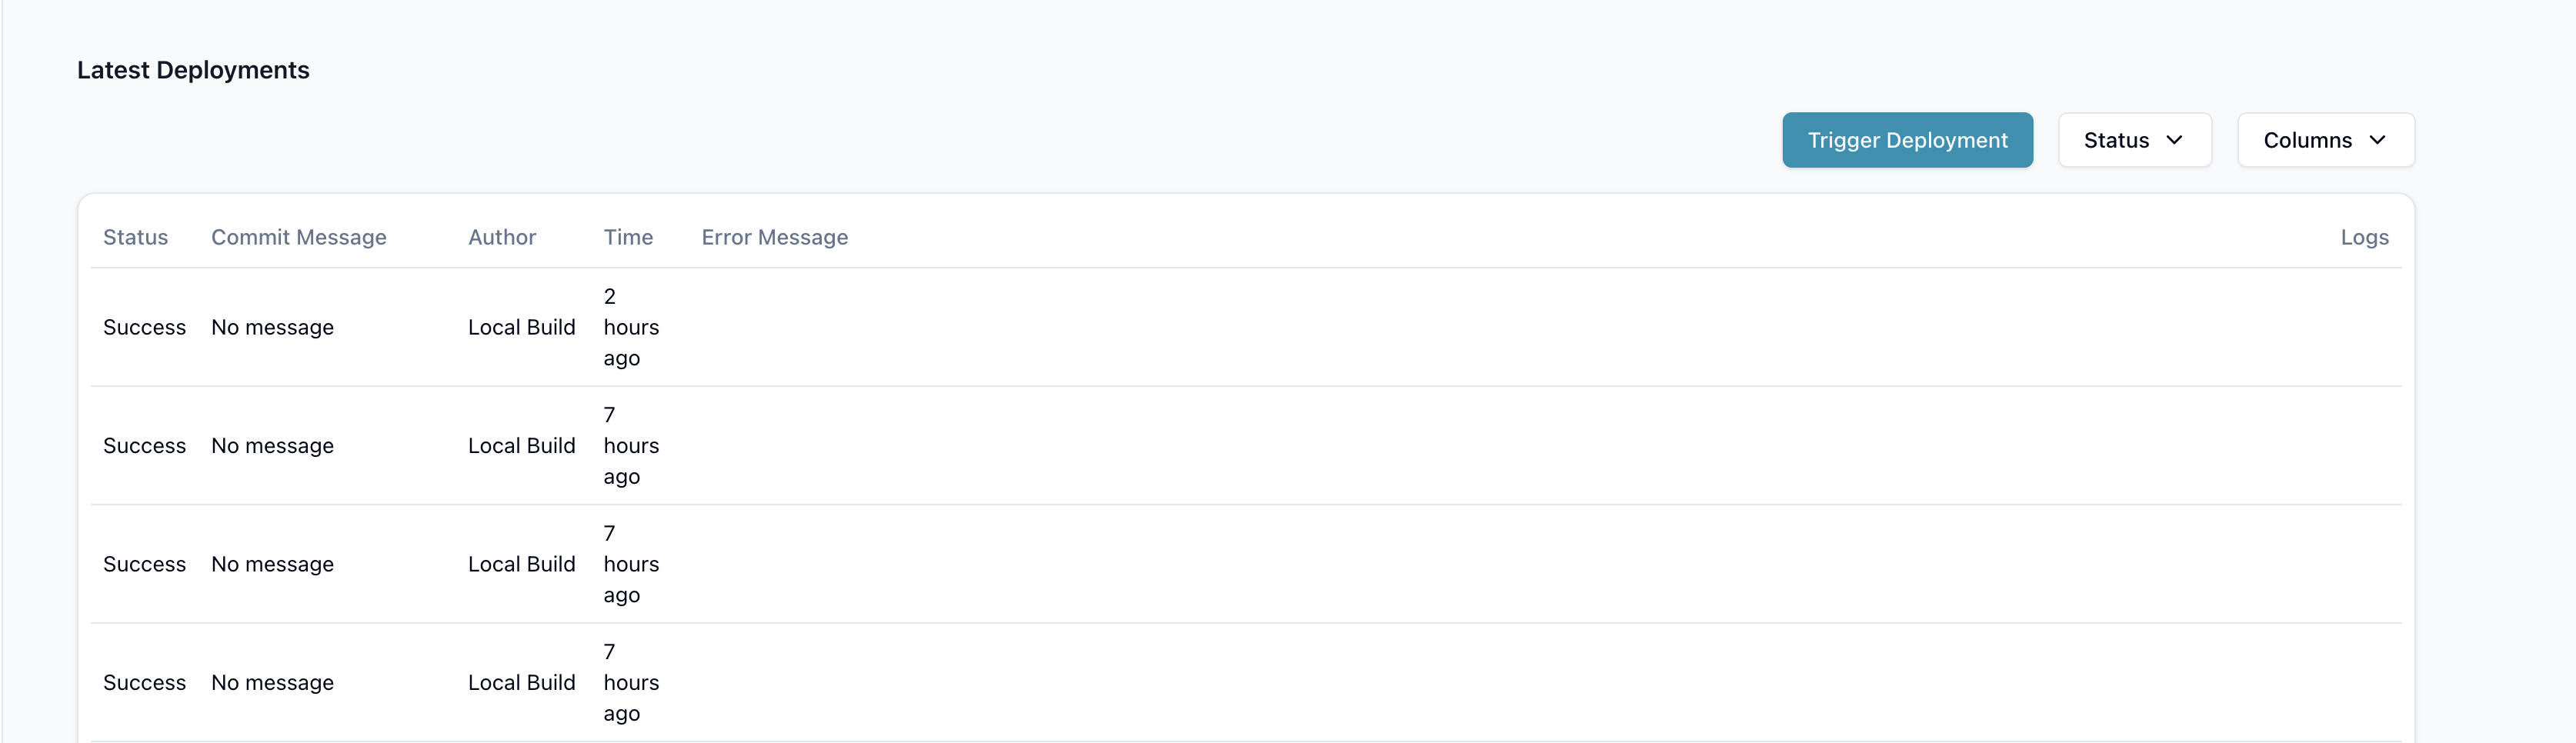 Latest Deployments
Trigger Deployment Status Columns
Status Commit Message Author Time Error Message Logs
Success No message Local Build 2 hours ago
Success No message Local Build 7 hours ago
Success No message Local Build 7 hours ago
Success No message Local Build 7 hours ago